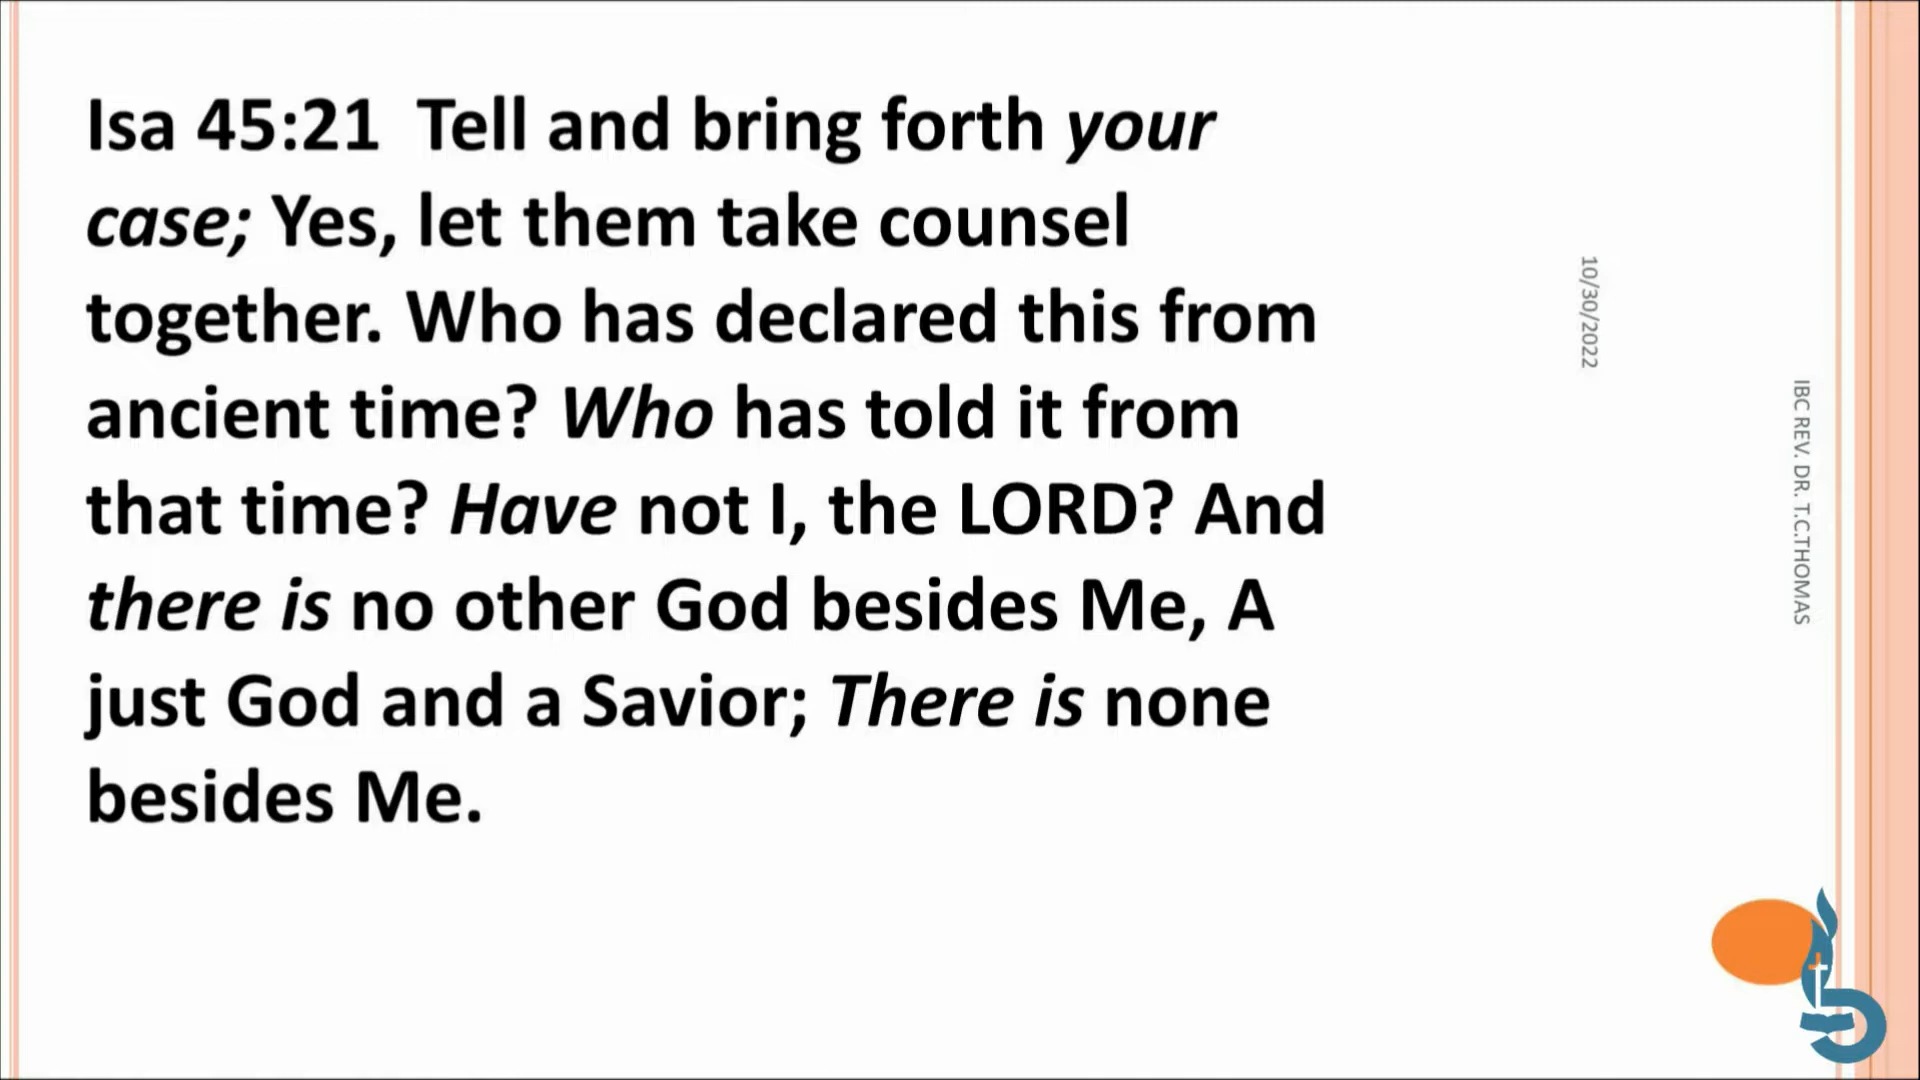 Isa 45:21  Tell and bring forth your
case; Yes, let them take counsel
together. Who has declared this from
ancient time? Who has told it from
that time? Have not I, the LORD? And
there is no other God besides Me, A
just God and a Savior; There is none
besides Me.
10/30/2022
IBC REV. DR. T.C.THOMAS